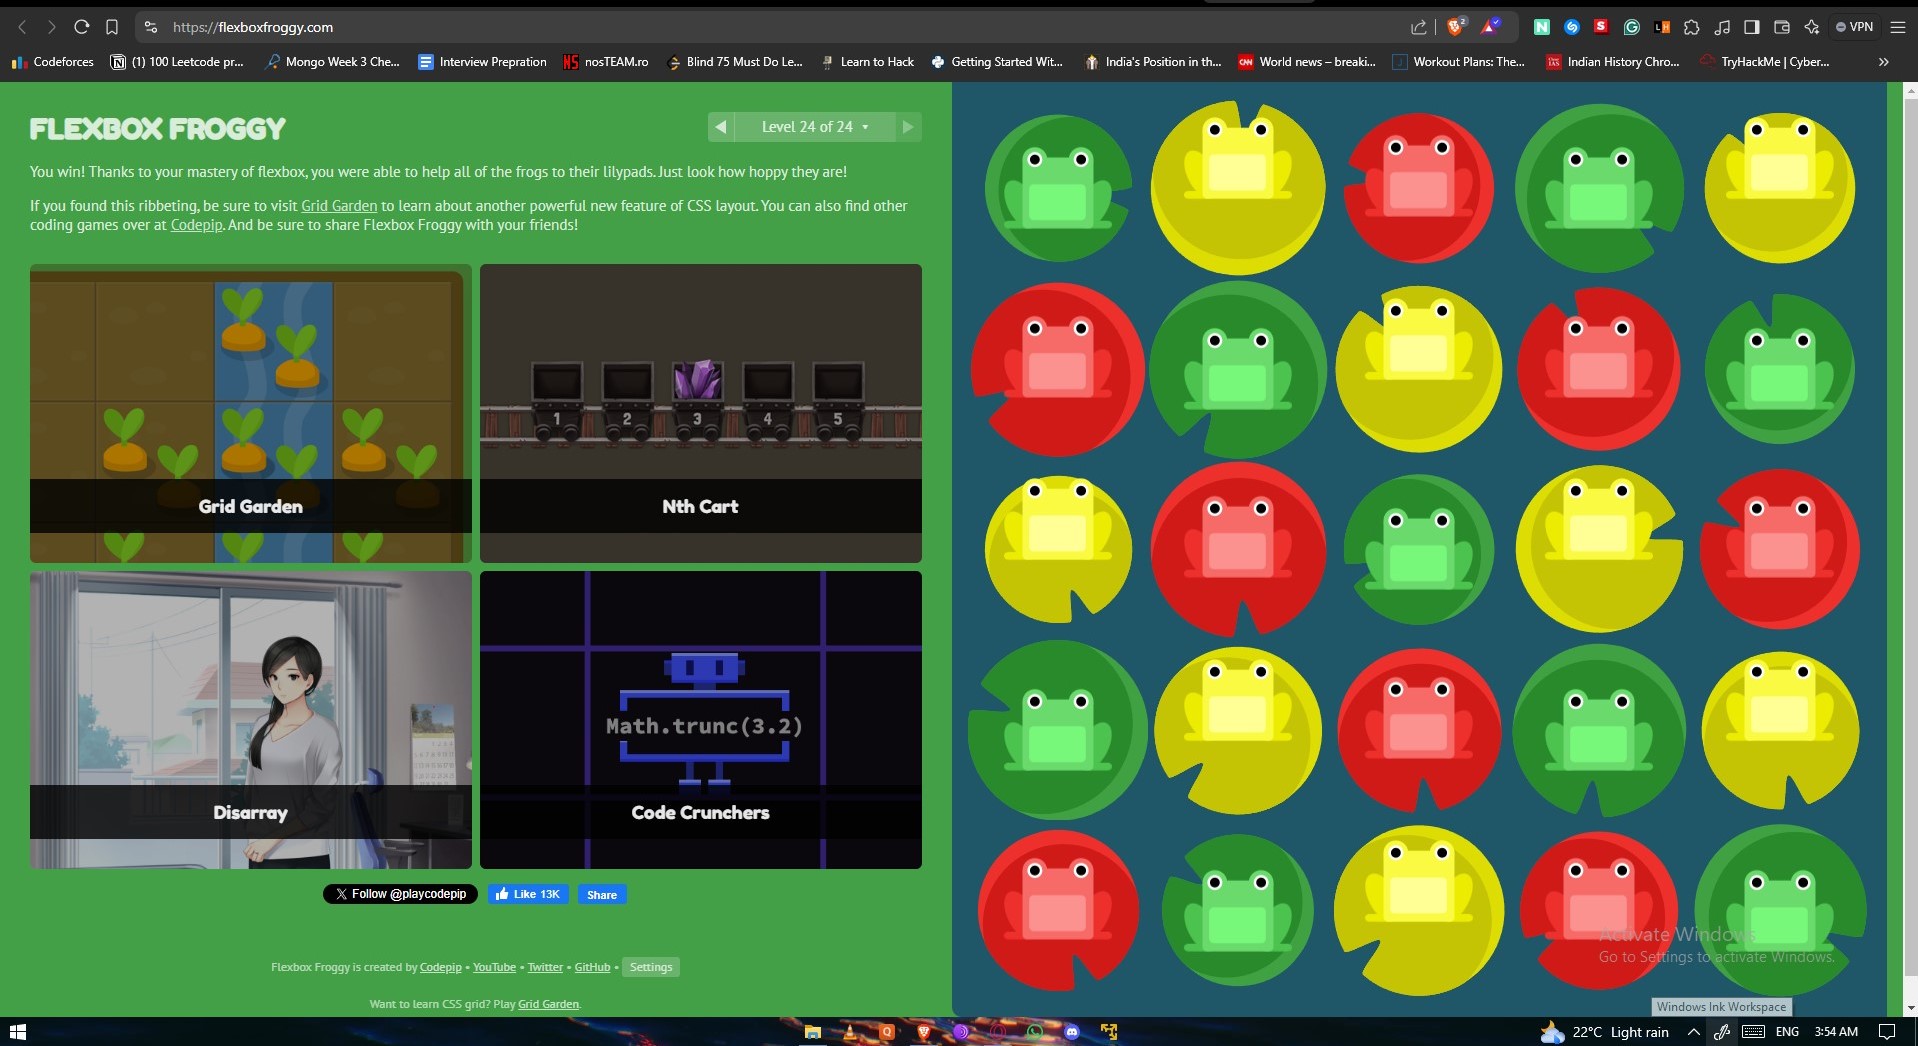 https://flexboxfroggy.com
2
VPN
Codeforces
(1) 100 Leetcode pr...
Mongo Week 3 Che...
Interview Prepration
NS
nosTEAM.ro
Blind 75 Must Do Le...
Learn to Hack
Getting Started Wit...
India's Position in th...
CNN
World news – breaki...
Workout Plans: The...
Indian History Chro...
TryHackMe | Cyber...
FLEXBOX FROGGY
Level 24 of 24
You win! Thanks to your mastery of flexbox, you were able to help all of the frogs to their lilypads. Just look how hoppy they are!
If you found this ribbeting, be sure to visit Grid Garden to learn about another powerful new feature of CSS layout. You can also find other
coding games over at Codepip. And be sure to share Flexbox Froggy with your friends!
Grid Garden
1 2 3 4 5
Nth Cart
Disarray
Math.trunc(3.2)
Code Crunchers
Follow @playcodepip
Like 13K
Share
Flexbox Froggy is created by Codepip • YouTube • Twitter • GitHub • Settings
Want to learn CSS grid? Play Grid Garden.
Activate Windows
Go to Settings to activate Windows.
Windows Ink Workspace
22°C Light rain
ENG
3:54 AM